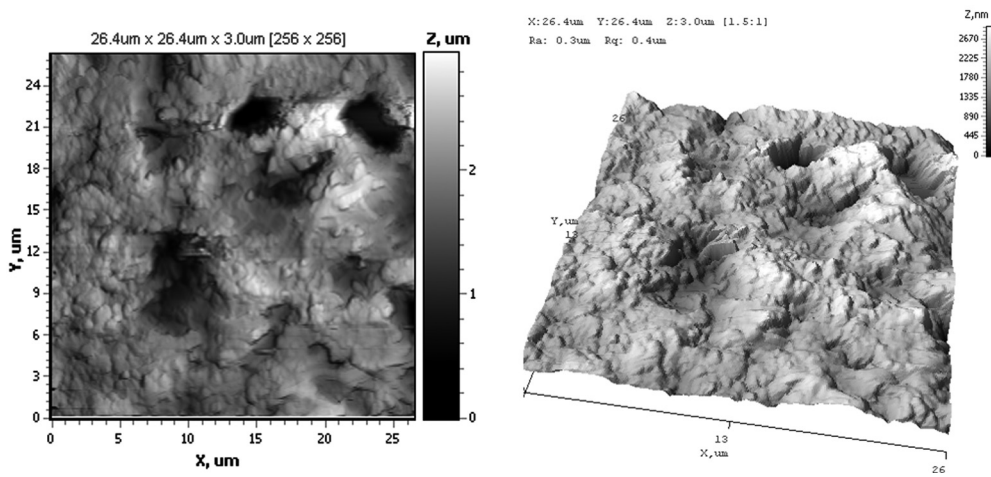 26.4um x 26.4um x 3.0um [256 x 256]
Z, um
24
21
18
15
12
9
6
3
0
Y, um
0 5 10 15 20 25
X, um
2
1
0
X:26.4um Y:26.4um Z:3.0um [1.5:1]
Ra: 0.3um Rq: 0.4um
Z,nm
2670
2225
1780
1335
890
445
0
26
Y,um
13
13
X,um
26